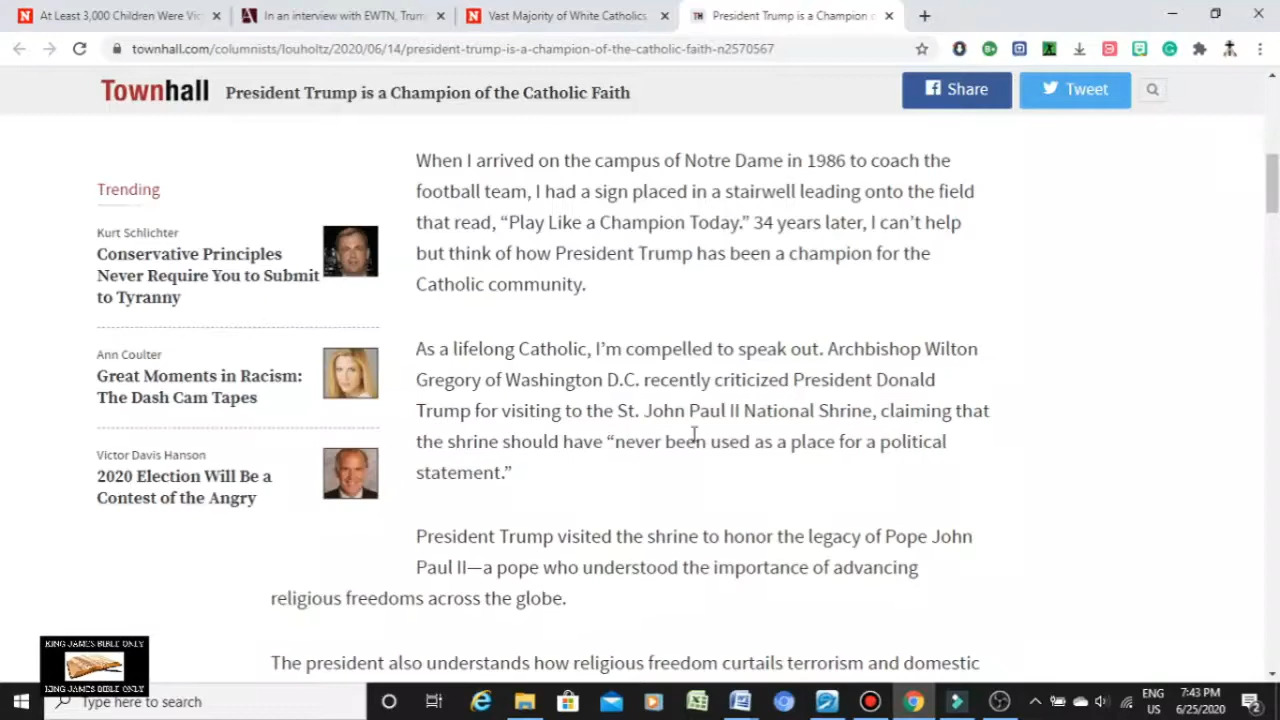 At Least 3,000 Children Were Vic
In an interview with EWTN, Trum
Vast Majority of White Catholics
President Trump is a Champion o
townhall.com/columnists/louholtz/2020/06/14/president-trump-is-a-champion-of-the-catholic-faith-n2570567
Townhall President Trump is a Champion of the Catholic Faith
Share
Tweet
Trending
Kurt Schlichter
Conservative Principles
Never Require You to Submit
to Tyranny
Ann Coulter
Great Moments in Racism:
The Dash Cam Tapes
Victor Davis Hanson
2020 Election Will Be a
Contest of the Angry
When I arrived on the campus of Notre Dame in 1986 to coach the
football team, I had a sign placed in a stairwell leading onto the field
that read, “Play Like a Champion Today.” 34 years later, I can’t help
but think of how President Trump has been a champion for the
Catholic community.
As a lifelong Catholic, I’m compelled to speak out. Archbishop Wilton
Gregory of Washington D.C. recently criticized President Donald
Trump for visiting to the St. John Paul II National Shrine, claiming that
the shrine should have “never been used as a place for a political
statement.”
President Trump visited the shrine to honor the legacy of Pope John
Paul II—a pope who understood the importance of advancing
religious freedoms across the globe.
The president also understands how religious freedom curtails terrorism and domestic
KING JAMES BIBLE ONLY
KING JAMES BIBLE ONLY
Type here to search
ENG
US
7:43 PM
6/25/2020
2